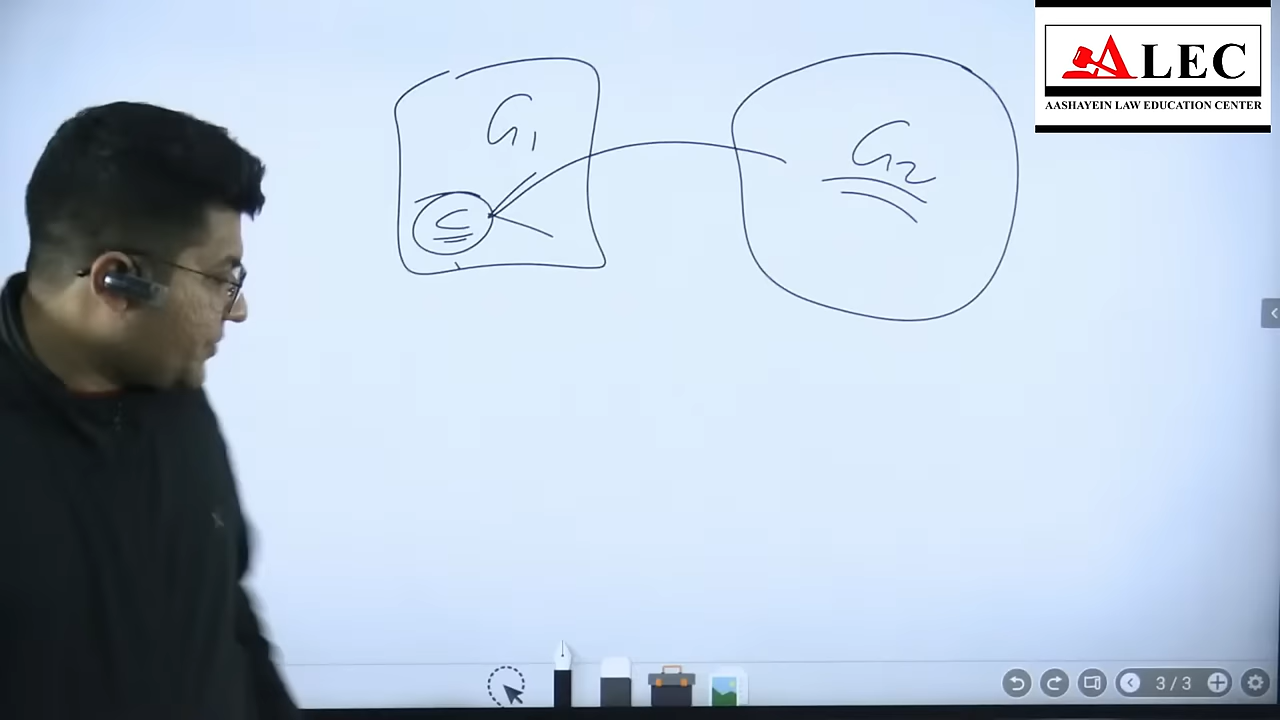 ALEC
AASHAYEIN LAW EDUCATION CENTER
G1
G2
C
3 / 3